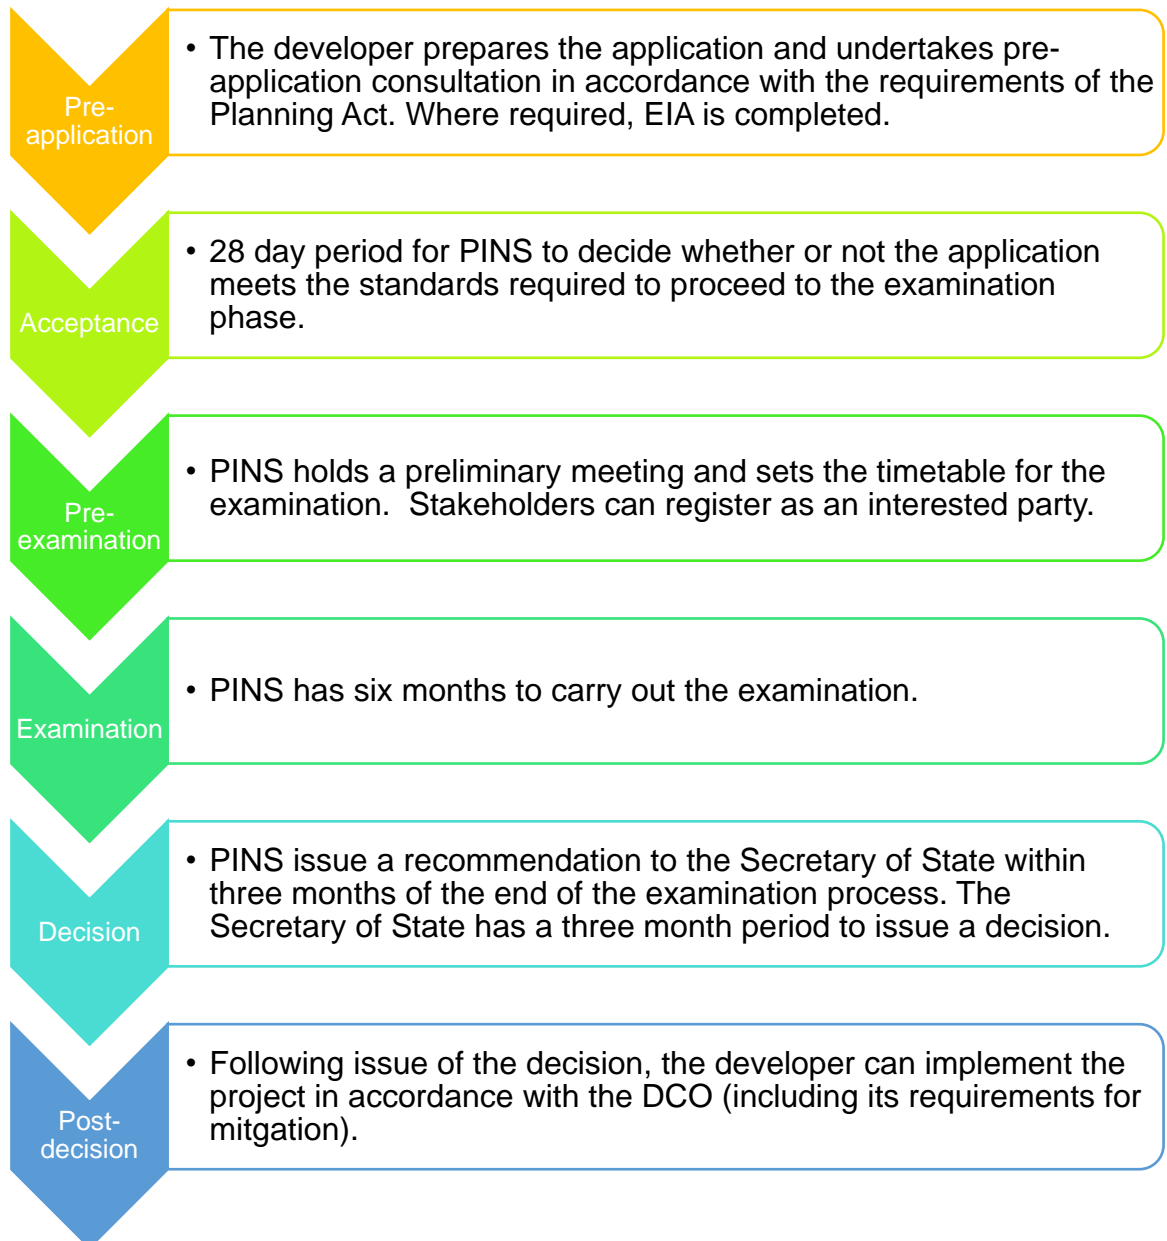 Pre-
application
• The developer prepares the application and undertakes pre-
application consultation in accordance with the requirements of the
Planning Act. Where required, EIA is completed.
Acceptance
• 28 day period for PINS to decide whether or not the application
meets the standards required to proceed to the examination
phase.
Pre-
examination
• PINS holds a preliminary meeting and sets the timetable for the
examination.  Stakeholders can register as an interested party.
Examination
• PINS has six months to carry out the examination.
Decision
• PINS issue a recommendation to the Secretary of State within
three months of the end of the examination process. The
Secretary of State has a three month period to issue a decision.
Post-
decision
• Following issue of the decision, the developer can implement the
project in accordance with the DCO (including its requirements for
mitgation).